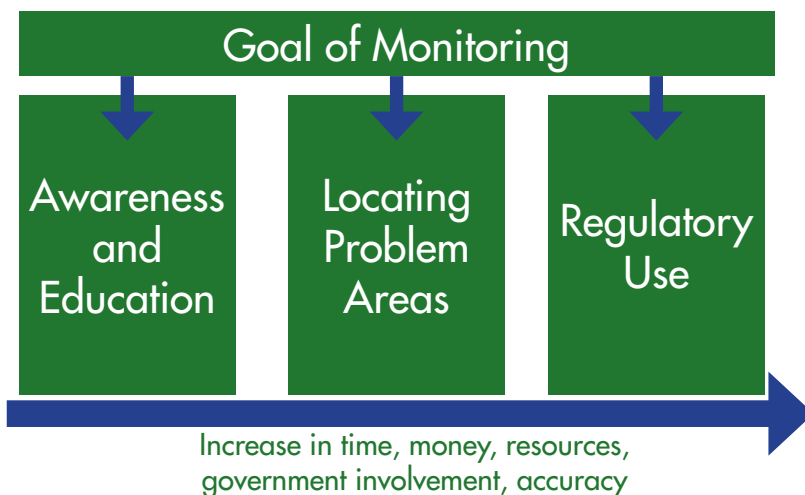 Goal of Monitoring
Awareness
and
Education
Locating
Problem
Areas
Regulatory
Use
Increase in time, money, resources,
government involvement, accuracy